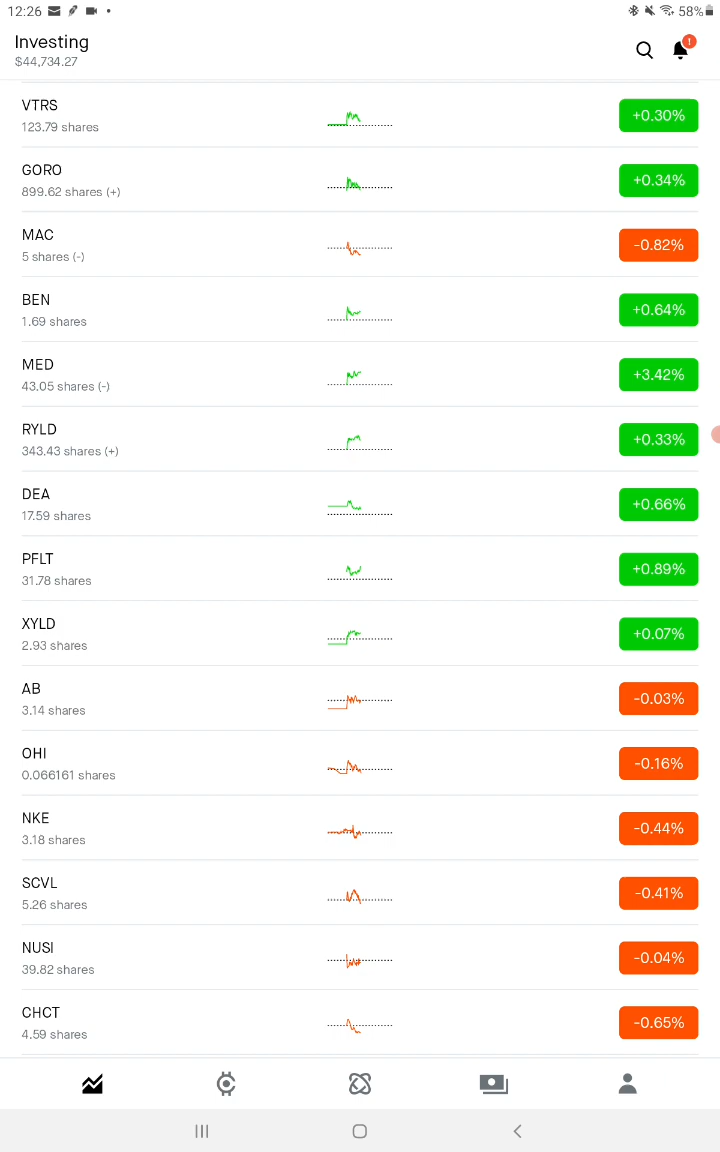 12:26
58%
Investing
1
$44,734.27
VTRS
123.79 shares
+0.30%
GORO
899.62 shares (+)
+0.34%
MAC
5 shares (-)
-0.82%
BEN
1.69 shares
+0.64%
MED
43.05 shares (-)
+3.42%
RYLD
343.43 shares (+)
+0.33%
DEA
17.59 shares
+0.66%
PFLT
31.78 shares
+0.89%
XYLD
2.93 shares
+0.07%
AB
3.14 shares
-0.03%
OHI
0.066161 shares
-0.16%
NKE
3.18 shares
-0.44%
SCVL
5.26 shares
-0.41%
NUSI
39.82 shares
-0.04%
CHCT
4.59 shares
-0.65%